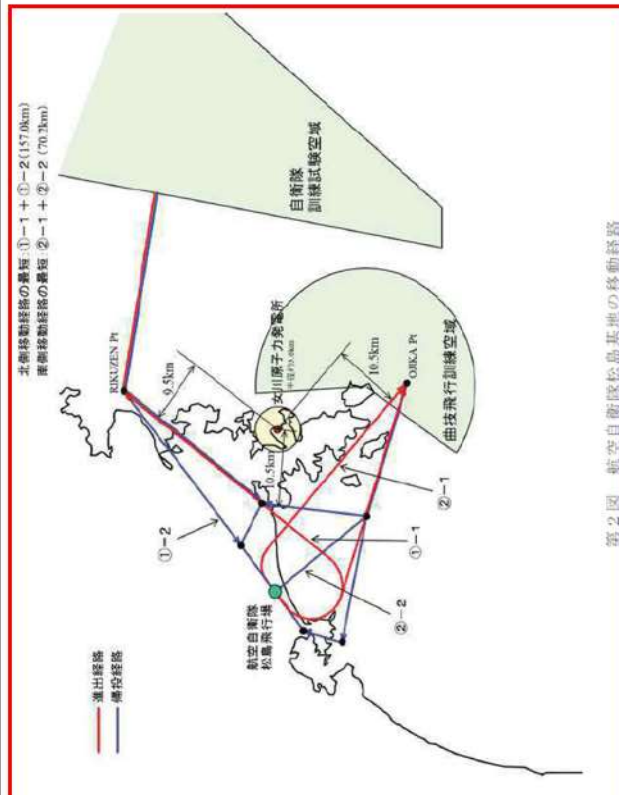 北側移動経路の最短:①-1 + ①-2(157.0km)
南側移動経路の最短:②-1 + ②-2(70.2km)
進出経路
帰投経路
RIKUZEN Pt
自衛隊
訓練試験空域
9.5km
女川原子力発電所
10.5km
10.5km
OJIKA Pt
曲技飛行訓練空域
①-2
②-1
①-1
②-2
航空自衛隊
松島飛行場
第2図 航空自衛隊松島基地の移動経路